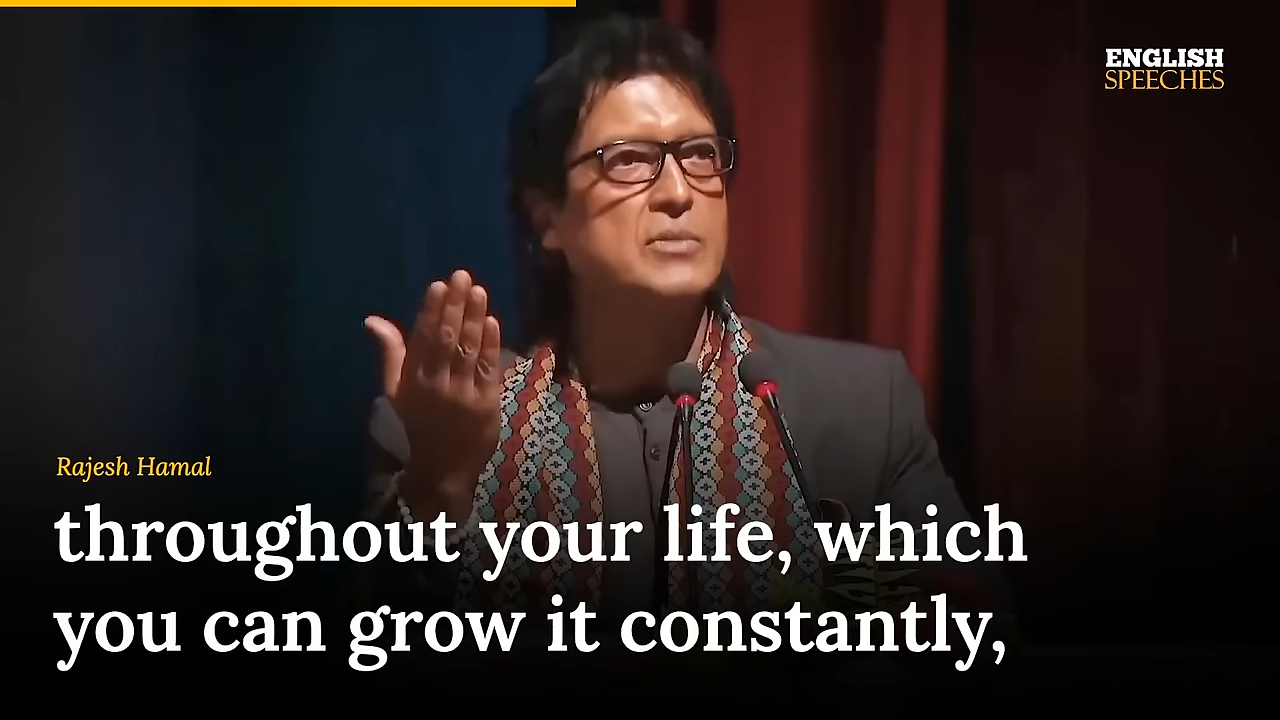 ENGLISH
SPEECHES
Rajesh Hamal
throughout your life, which
you can grow it constantly,